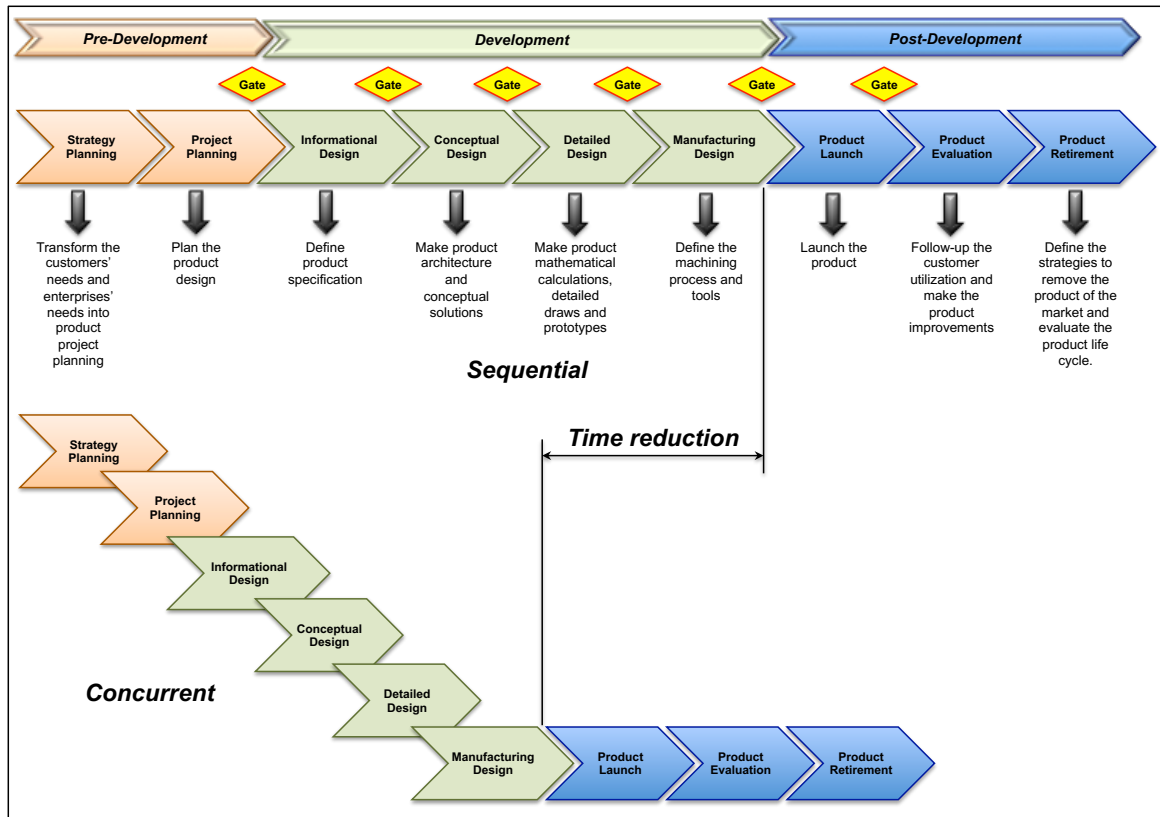 Pre-Development
Development
Post-Development
Gate
Gate
Gate
Gate
Gate
Gate
Strategy
Planning
Project
Planning
Informational
Design
Conceptual
Design
Detailed
Design
Manufacturing
Design
Product
Launch
Product
Evaluation
Product
Retirement
Transform the
customers'
needs and
enterprises'
needs into
product
project
planning
Plan the
product
design
Define
product
specification
Make product
architecture
and
conceptual
solutions
Make product
mathematical
calculations,
detailed
draws and
prototypes
Define the
machining
process and
tools
Launch the
product
Follow-up the
customer
utilization and
make the
product
improvements
Define the
strategies to
remove the
product of the
market and
evaluate the
product life
cycle.
Sequential
Time reduction
Strategy
Planning
Project
Planning
Informational
Design
Conceptual
Design
Concurrent
Detailed
Design
Manufacturing
Design
Product
Launch
Product
Evaluation
Product
Retirement